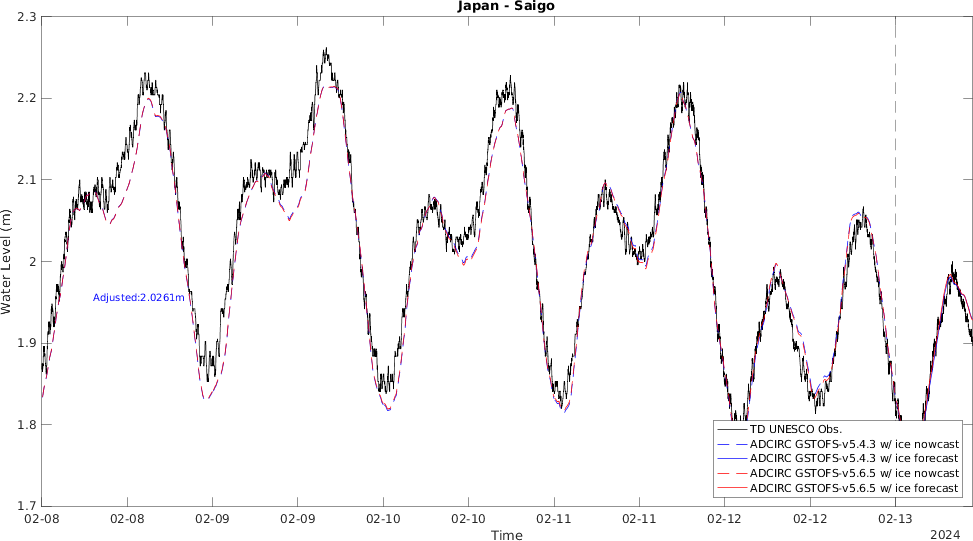 Japan - Saigo
Water Level (m)
2.3
2.2
2.1
2
1.9
1.8
1.7
Adjusted:2.0261m
TD UNESCO Obs.
ADCIRC GSTOFS-v5.4.3 w/ ice nowcast
ADCIRC GSTOFS-v5.4.3 w/ ice forecast
ADCIRC GSTOFS-v5.6.5 w/ ice nowcast
ADCIRC GSTOFS-v5.6.5 w/ ice forecast
02-08 02-08 02-09 02-09 02-10 02-10 02-11 02-11 02-12 02-12 02-13
Time
2024